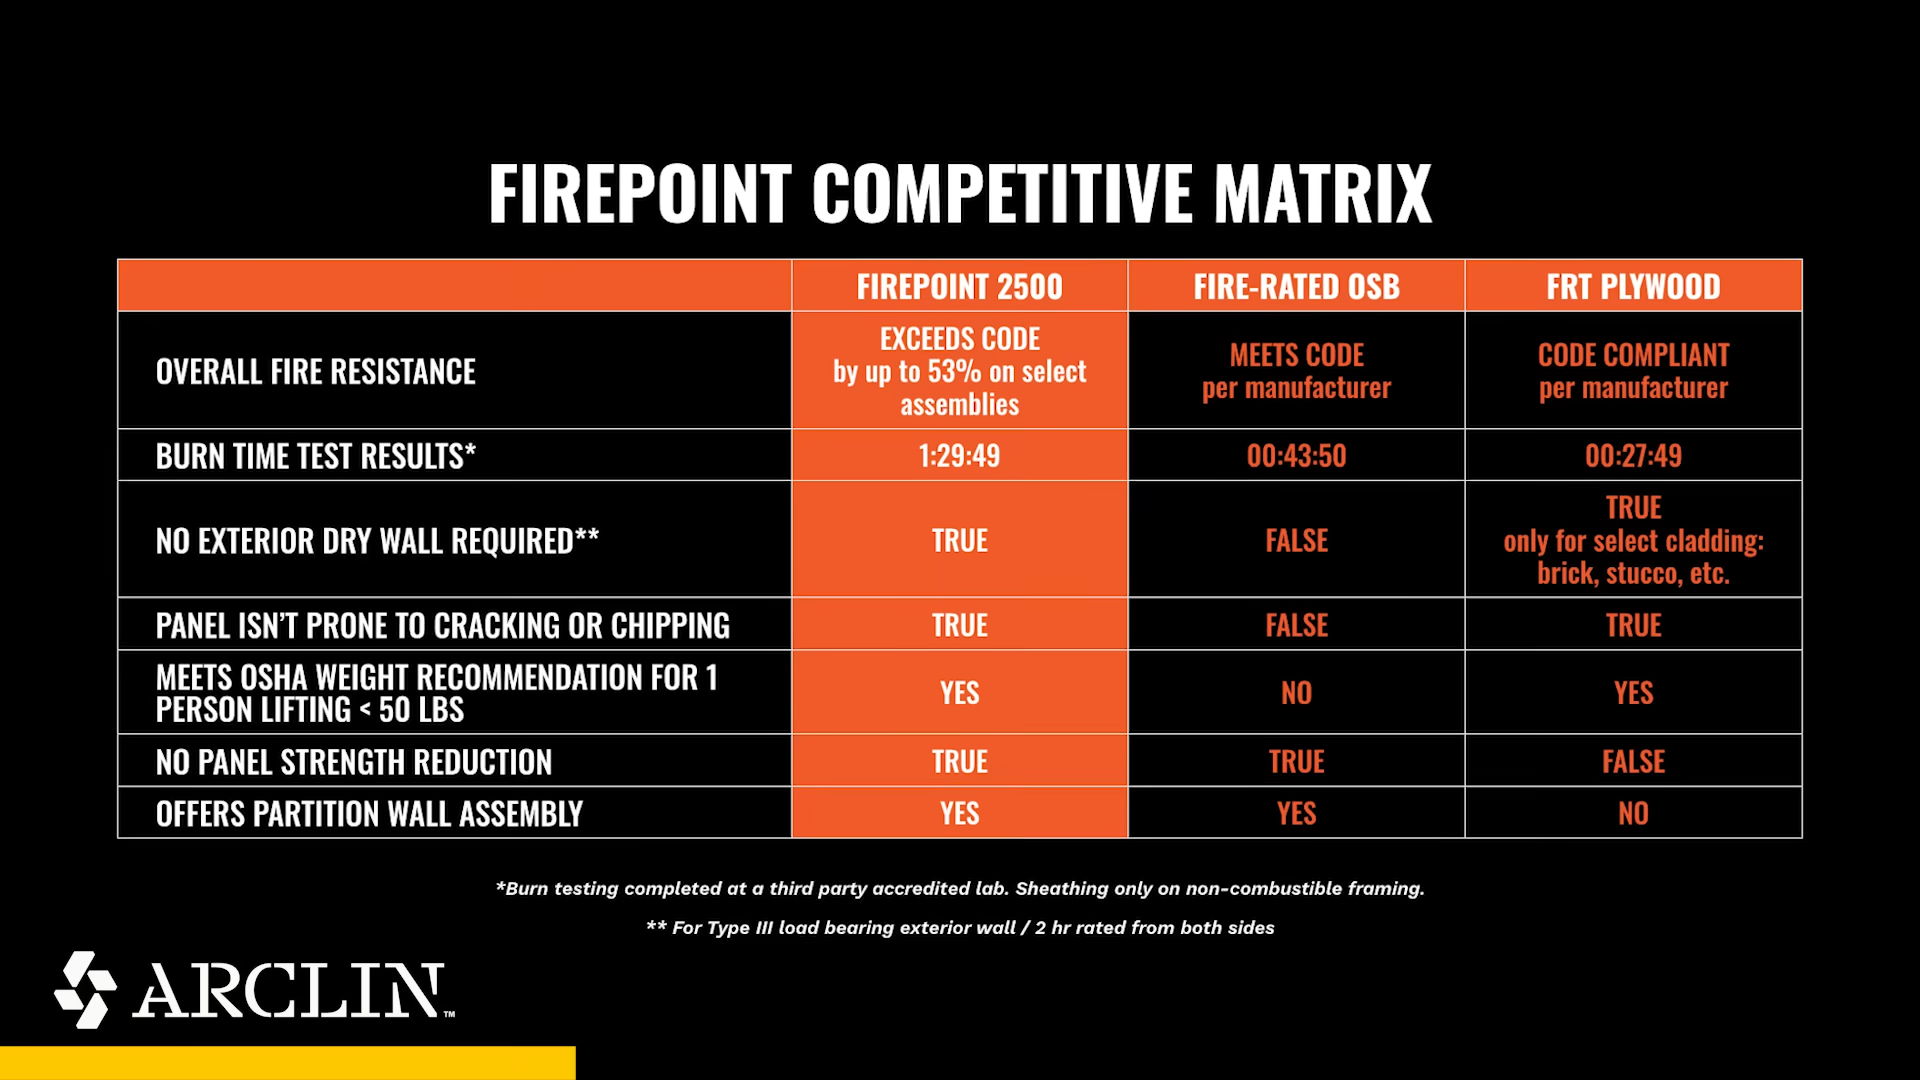 FIREPOINT COMPETITIVE MATRIX
FIREPOINT 2500
FIRE-RATED OSB
FRT PLYWOOD
OVERALL FIRE RESISTANCE
EXCEEDS CODE
by up to 53% on select
assemblies
MEETS CODE
per manufacturer
CODE COMPLIANT
per manufacturer
BURN TIME TEST RESULTS*
1:29:49
00:43:50
00:27:49
NO EXTERIOR DRY WALL REQUIRED**
TRUE
FALSE
TRUE
only for select cladding:
brick, stucco, etc.
PANEL ISN'T PRONE TO CRACKING OR CHIPPING
TRUE
FALSE
TRUE
MEETS OSHA WEIGHT RECOMMENDATION FOR 1
PERSON LIFTING < 50 LBS
YES
NO
YES
NO PANEL STRENGTH REDUCTION
TRUE
TRUE
FALSE
OFFERS PARTITION WALL ASSEMBLY
YES
YES
NO
*Burn testing completed at a third party accredited lab. Sheathing only on non-combustible framing.
** For Type III load bearing exterior wall / 2 hr rated from both sides
ARCLIN™